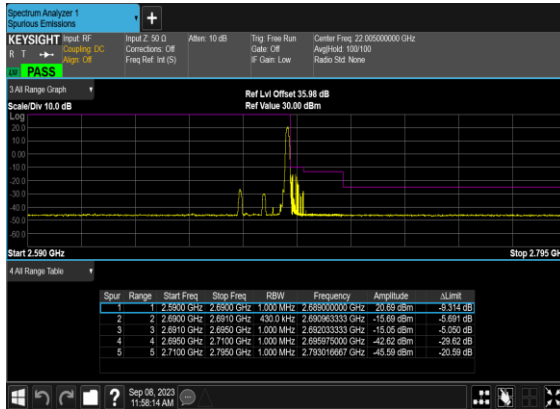 Spectrum Analyzer 1
Spurious Emissions
+
KEYSIGHT Input: RF Input Z: 50 Ω Atten: 10 dB Trig: Free Run Center Freq: 22.005000000 GHz
R T Coupling: DC Corrections: Off Gate: Off Avg|Hold: 100/100
Align: Off Freq Ref: Int (S) IF Gain: Low Radio Std: None
LW PASS
3 All Range Graph Ref Lvl Offset 35.98 dB
Scale/Div 10.0 dB Ref Value 30.00 dBm
Log
20.0
10.0
0.00
-10.0
-20.0
-30.0
-40.0
-50.0
-60.0
Start 2.590 GHz Stop 2.795 GH
4 All Range Table
Spur Range Start Freq Stop Freq RBW Frequency Amplitude ΔLimit
1 1 2.5900 GHz 2.6900 GHz 1.000 MHz 2.689000000 GHz 20.69 dBm -9.314 dB
2 2 2.6900 GHz 2.6910 GHz 430.0 kHz 2.690963333 GHz -15.69 dBm -5.691 dB
3 3 2.6910 GHz 2.6950 GHz 1.000 MHz 2.692033333 GHz -15.05 dBm -5.050 dB
4 4 2.6950 GHz 2.7100 GHz 1.000 MHz 2.695975000 GHz -42.62 dBm -29.62 dB
5 5 2.7100 GHz 2.7950 GHz 1.000 MHz 2.793016667 GHz -45.59 dBm -20.59 dB
? Sep 08, 2023
11:58:14 AM